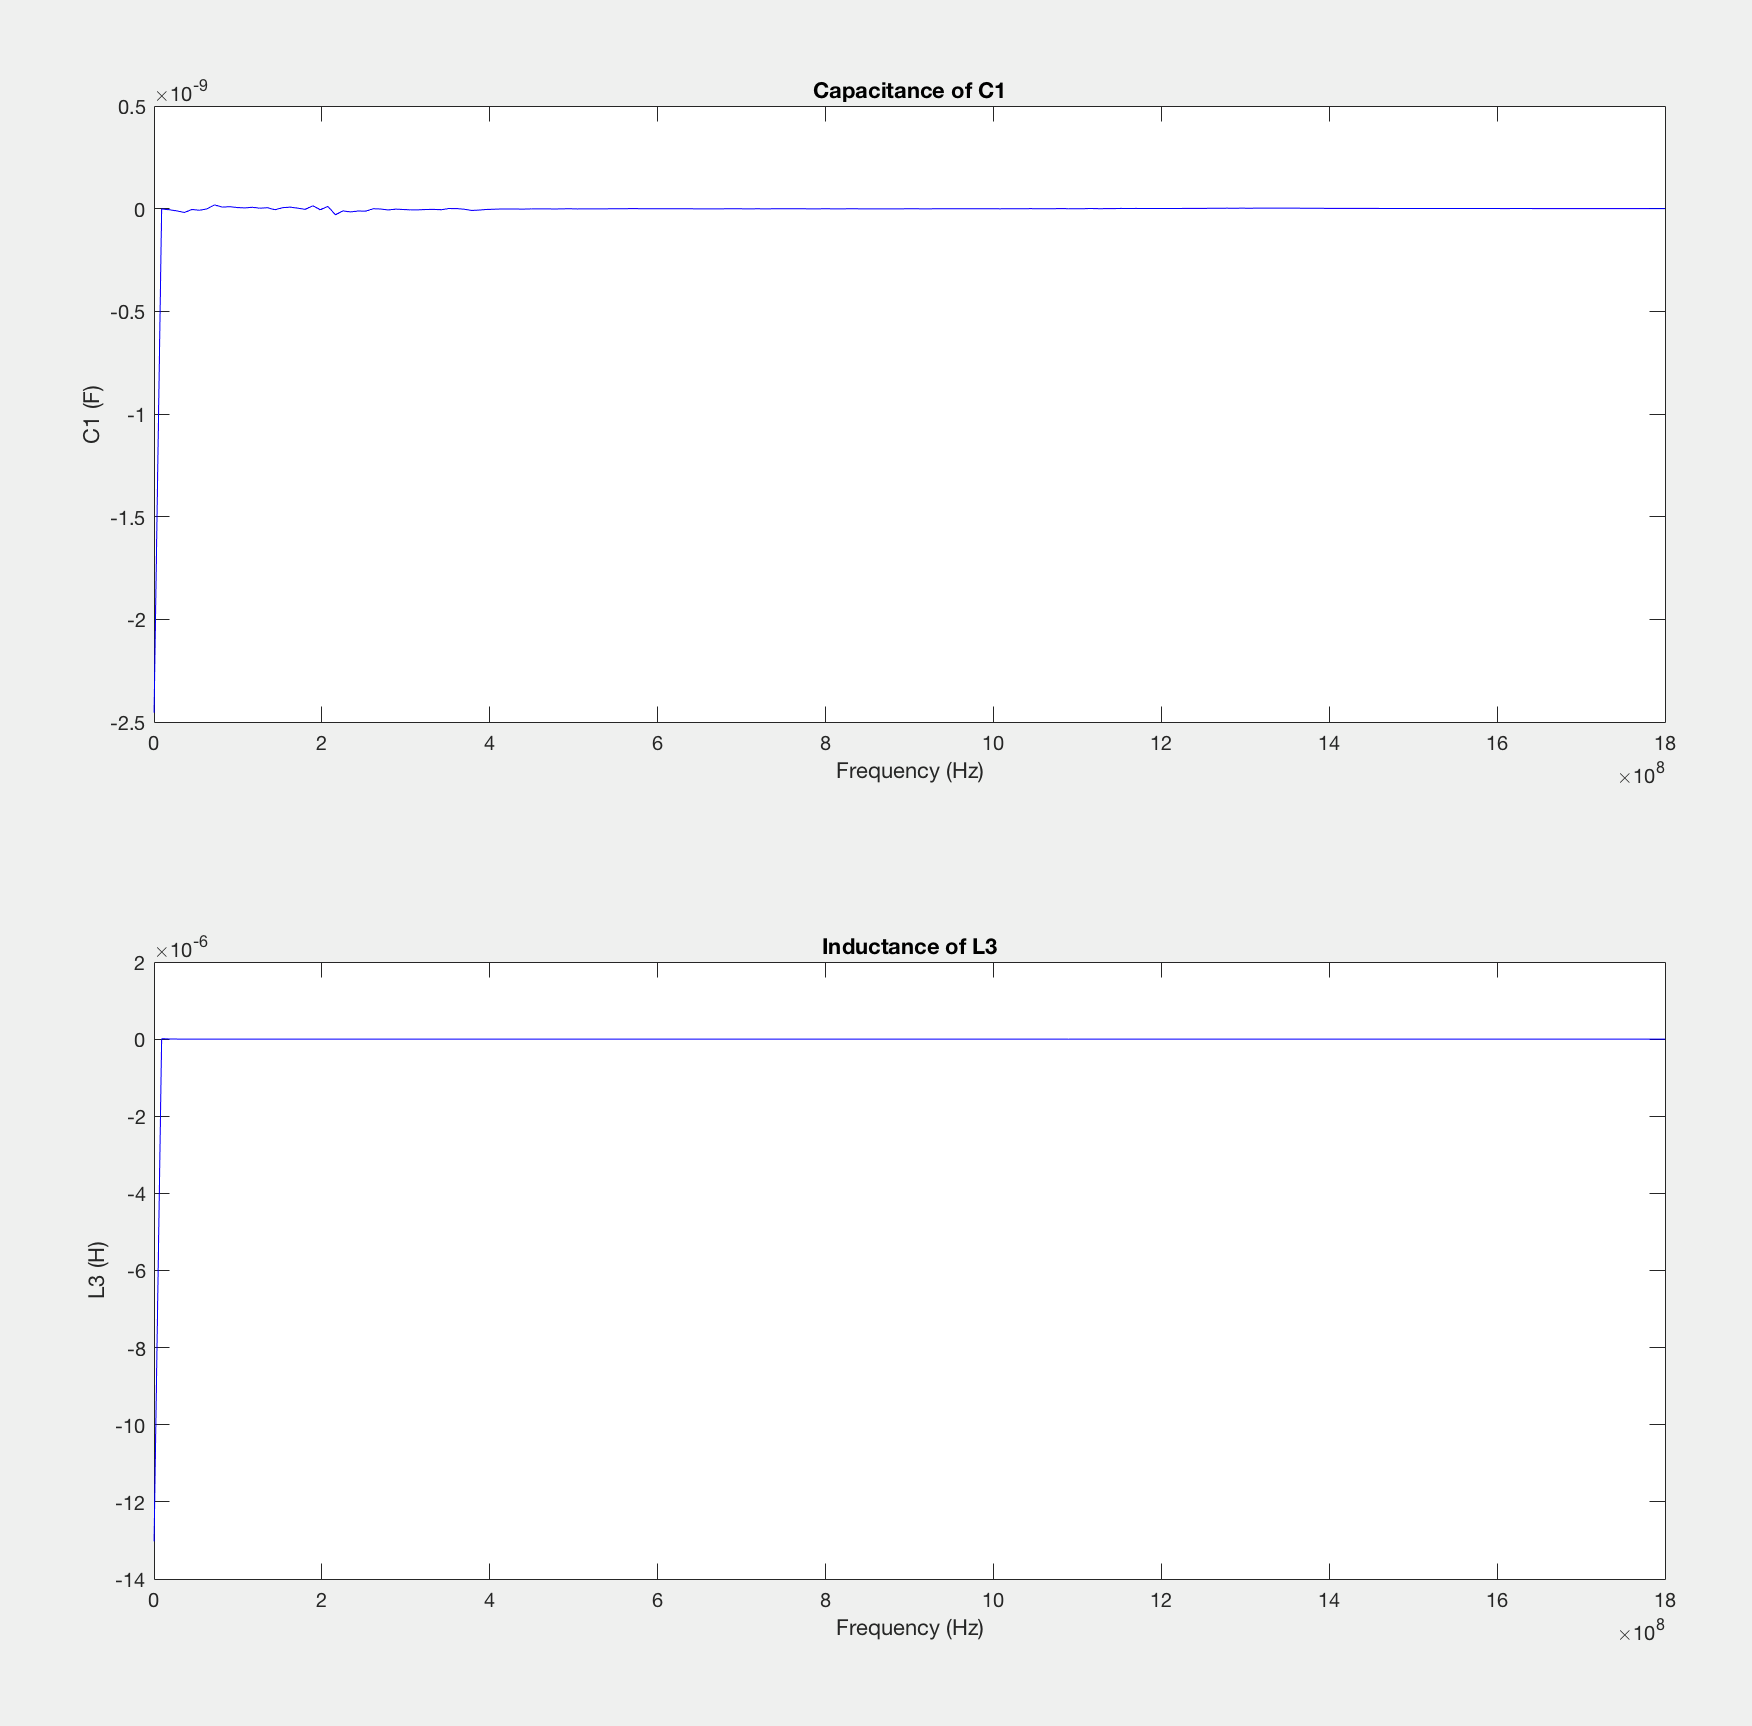 Capacitance of C1
×10-9
0.5
0
-0.5
-1
-1.5
-2
-2.5
C1 (F)
0 2 4 6 8 10 12 14 16 18
Frequency (Hz)
×108
Inductance of L3
×10-6
2
0
-2
-4
-6
-8
-10
-12
-14
L3 (H)
0 2 4 6 8 10 12 14 16 18
Frequency (Hz)
×108